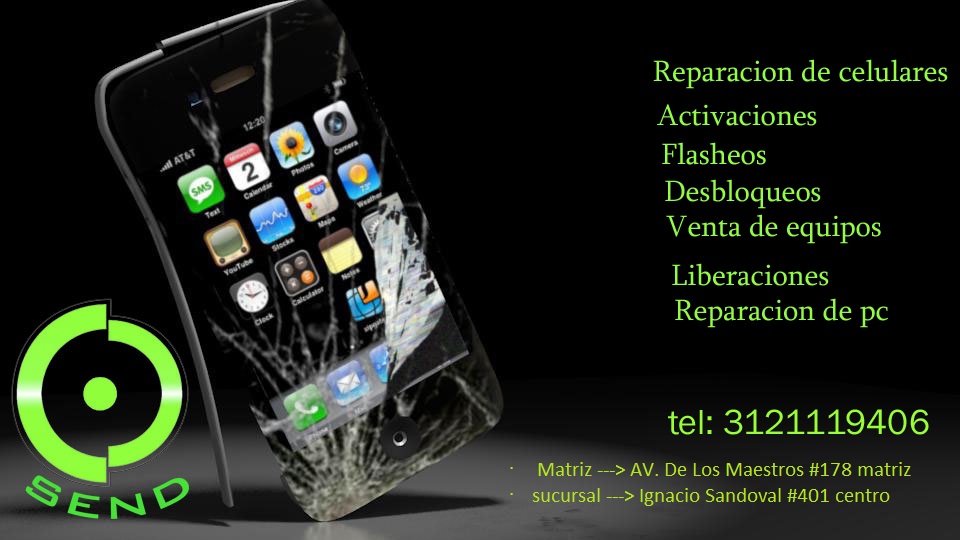 Reparacion de celulares
Activaciones
Flasheos
Desbloqueos
Venta de equipos
Liberaciones
Reparacion de pc
AT&T
12:20
SMS
Text
2
Calendar
Photos
Camera
YouTube
Stocks
Maps
73°
Weather
Clock
Calculator
Notes
SEND
tel: 3121119406
· Matriz ---> AV. De Los Maestros #178 matriz
· sucursal ---> Ignacio Sandoval #401 centro